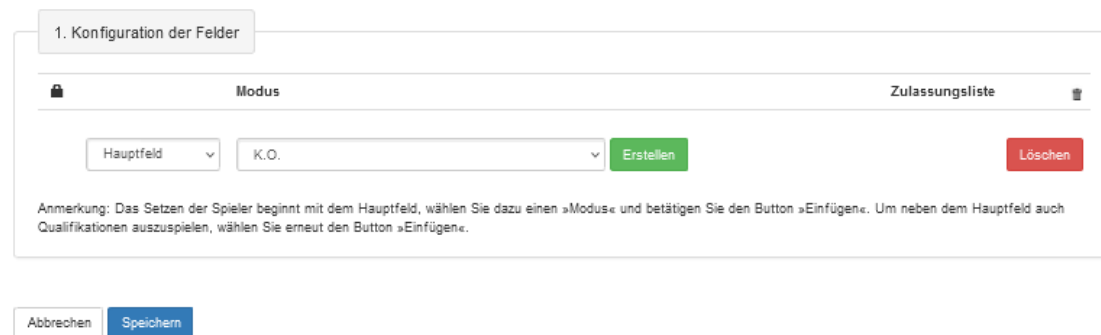 1. Konfiguration der Felder
Modus Zulassungsliste
Hauptfeld K.O. Erstellen Löschen
Anmerkung: Das Setzen der Spieler beginnt mit dem Hauptfeld, wählen Sie dazu einen »Modus« und betätigen Sie den Button »Einfügen«. Um neben dem Hauptfeld auch
Qualifikationen auszuspielen, wählen Sie erneut den Button »Einfügen«.
Abbrechen Speichern